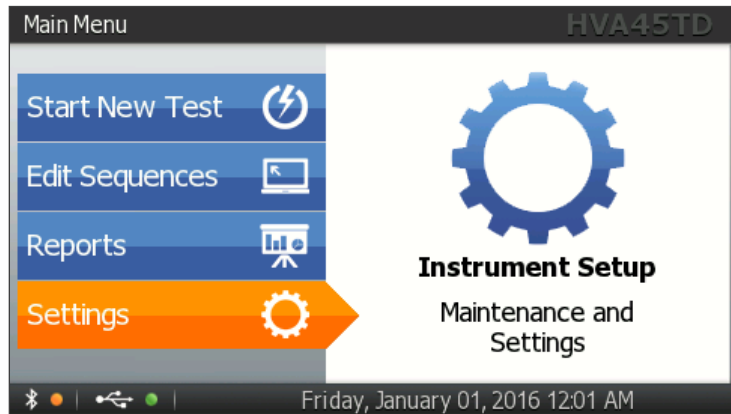 Main Menu
HVA45TD
Start New Test
Edit Sequences
Reports
Settings
Instrument Setup
Maintenance and
Settings
Friday, January 01, 2016 12:01 AM